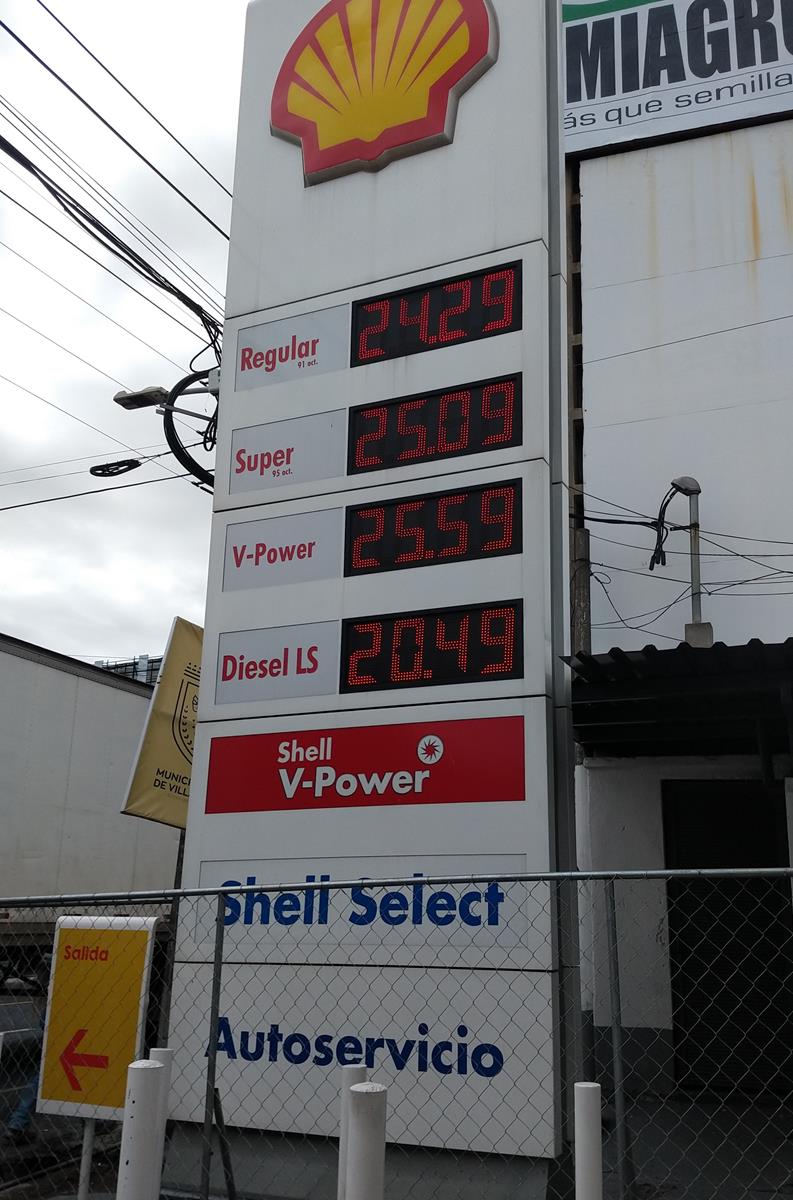 MIAGR
ás que semilla
Regular 24.29
91 oct.
Super 25.09
95 oct.
V-Power 25.59
Diesel LS 20.49
Shell
V-Power
MUNIC
DE VILL
Shell Select
Salida
Autoservicio